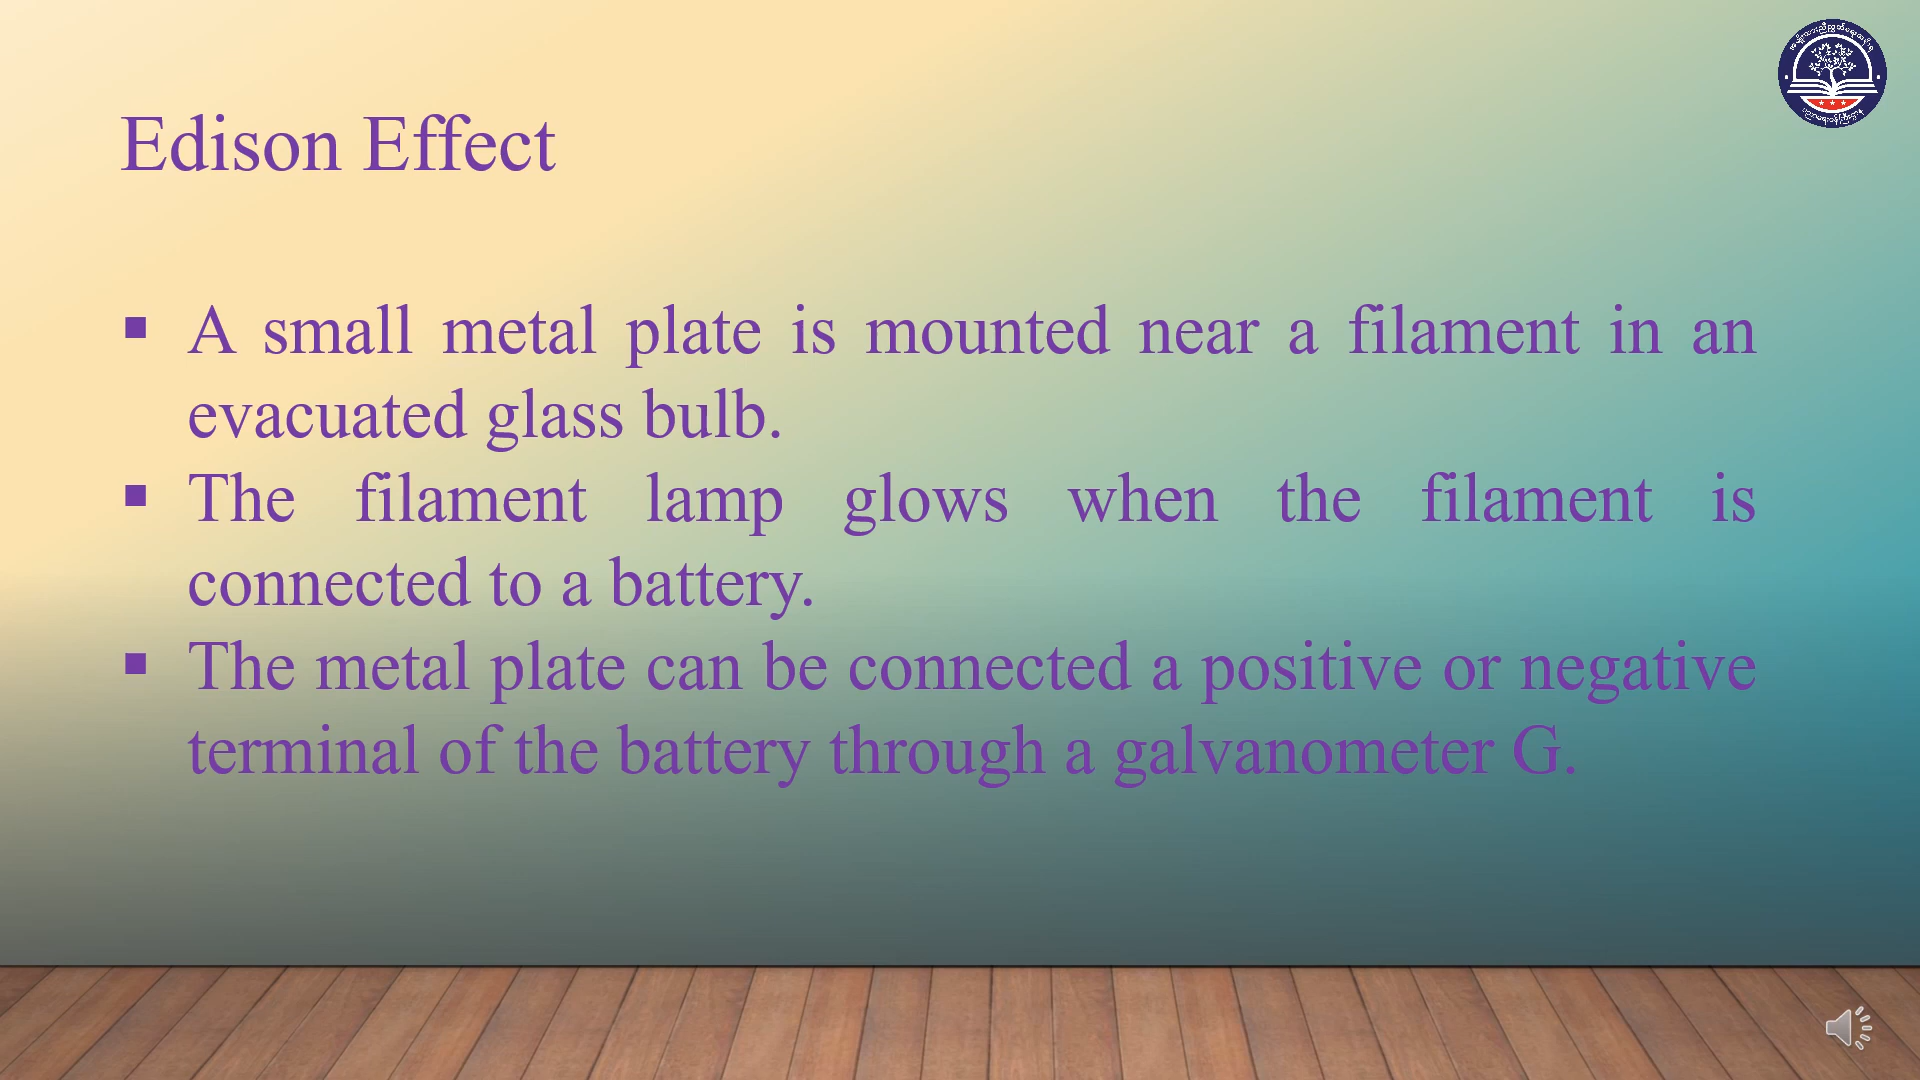 Edison Effect
▪ A small metal plate is mounted near a filament in an
evacuated glass bulb.
▪ The filament lamp glows when the filament is
connected to a battery.
▪ The metal plate can be connected a positive or negative
terminal of the battery through a galvanometer G.